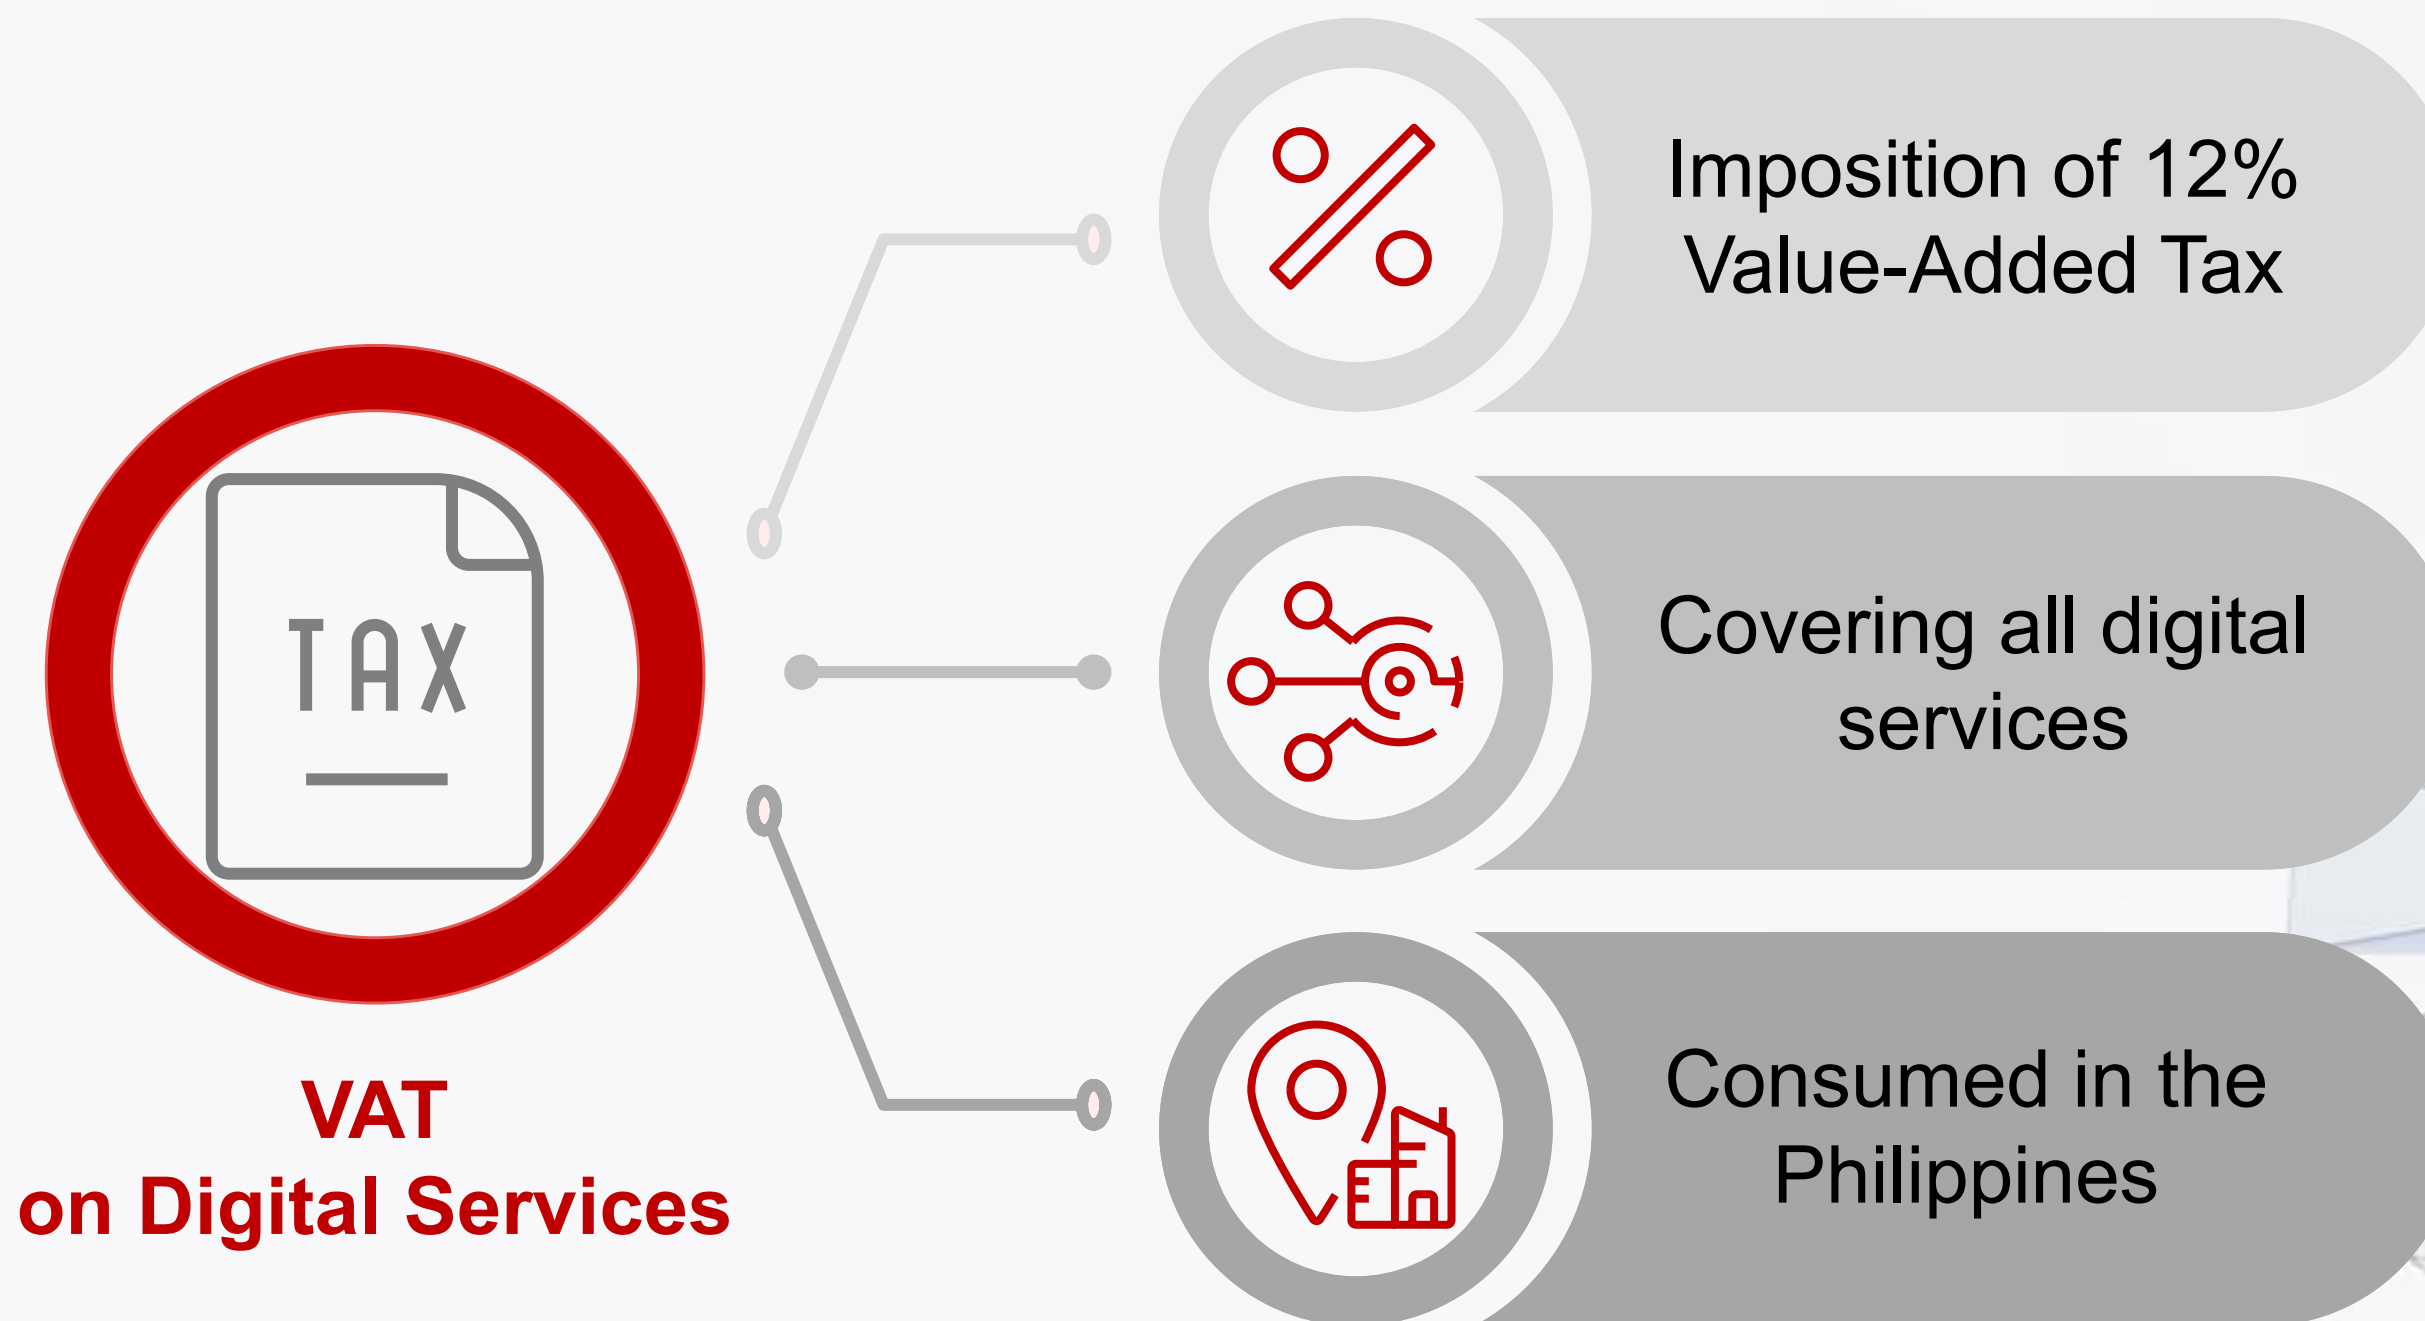 TAX
VAT
on Digital Services
Imposition of 12%
Value-Added Tax
Covering all digital
services
Consumed in the
Philippines